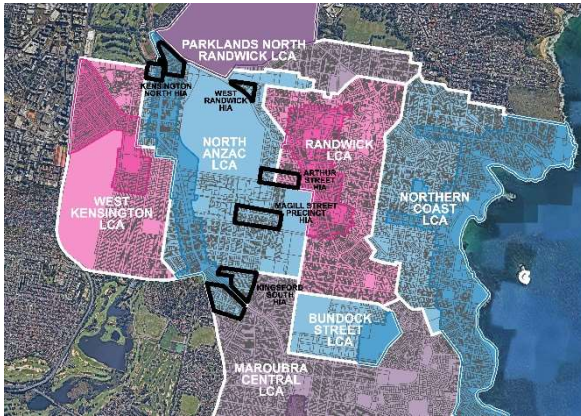 PARKLANDS NORTH
RANDWICK LCA
KENSINGTON
NORTH HIA
WEST
RANDWICK
HIA
NORTH
ANZAC
LCA
RANDWICK
LCA
ARTHUR
STREET
HIA
WEST
KENSINGTON
LCA
MAGILL STREET
PRECINCT
HIA
NORTHERN
COAST
LCA
KINGSFORD
SOUTH
HIA
BUNDOCK
STREET
LCA
MAROUBRA
CENTRAL
LCA